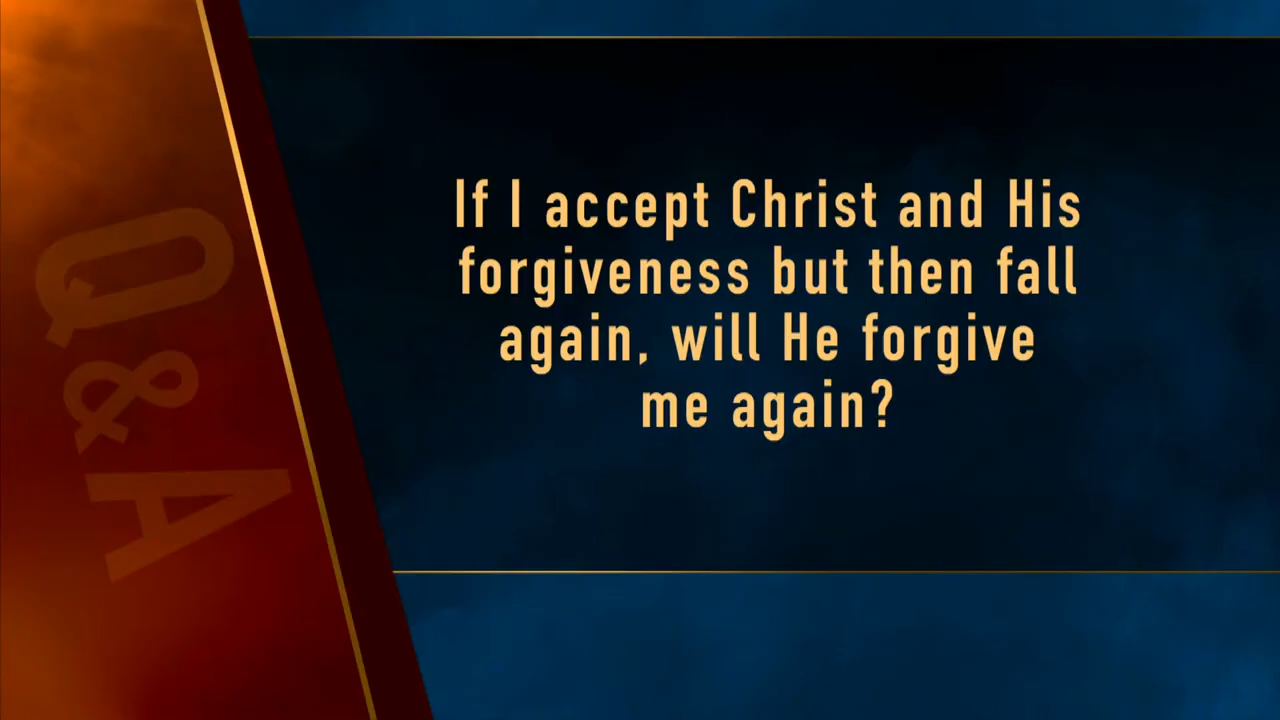 Q&A
If I accept Christ and His
forgiveness but then fall
again, will He forgive
me again?